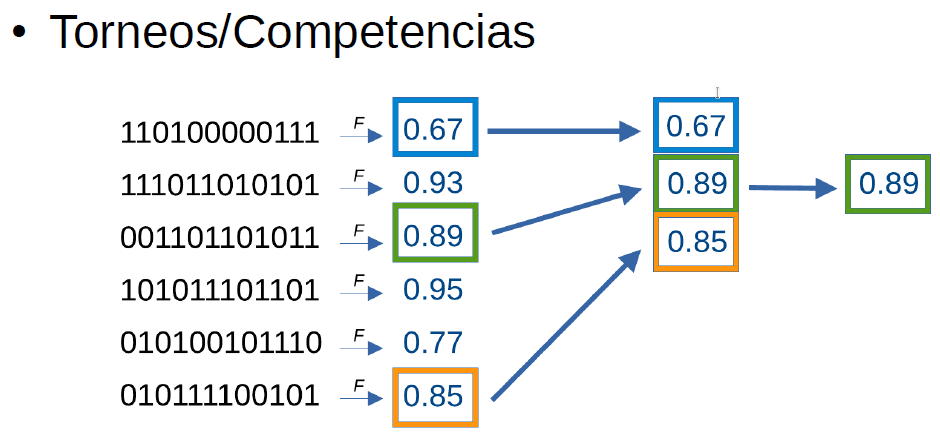 • Torneos/Competencias
110100000111 F 0.67 0.67
111011010101 F 0.93 0.89 0.89
001101101011 F 0.89 0.85
101011101101 F 0.95
010100101110 F 0.77
010111100101 F 0.85